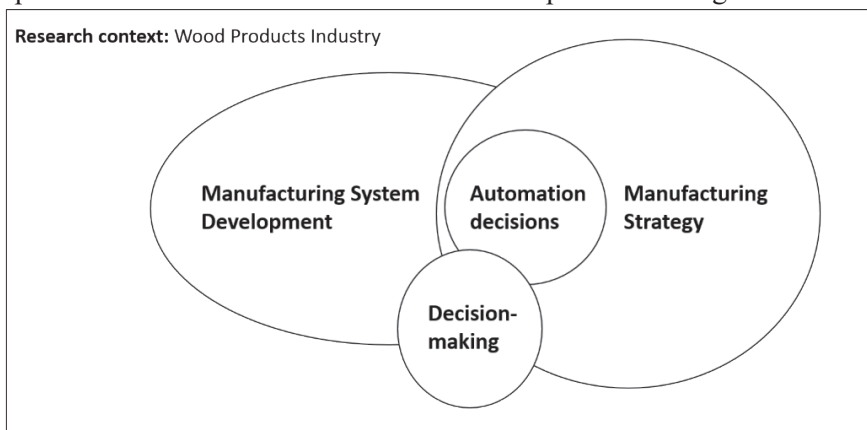 Research context: Wood Products Industry
Manufacturing System
Development
Automation
decisions
Manufacturing
Strategy
Decision-
making